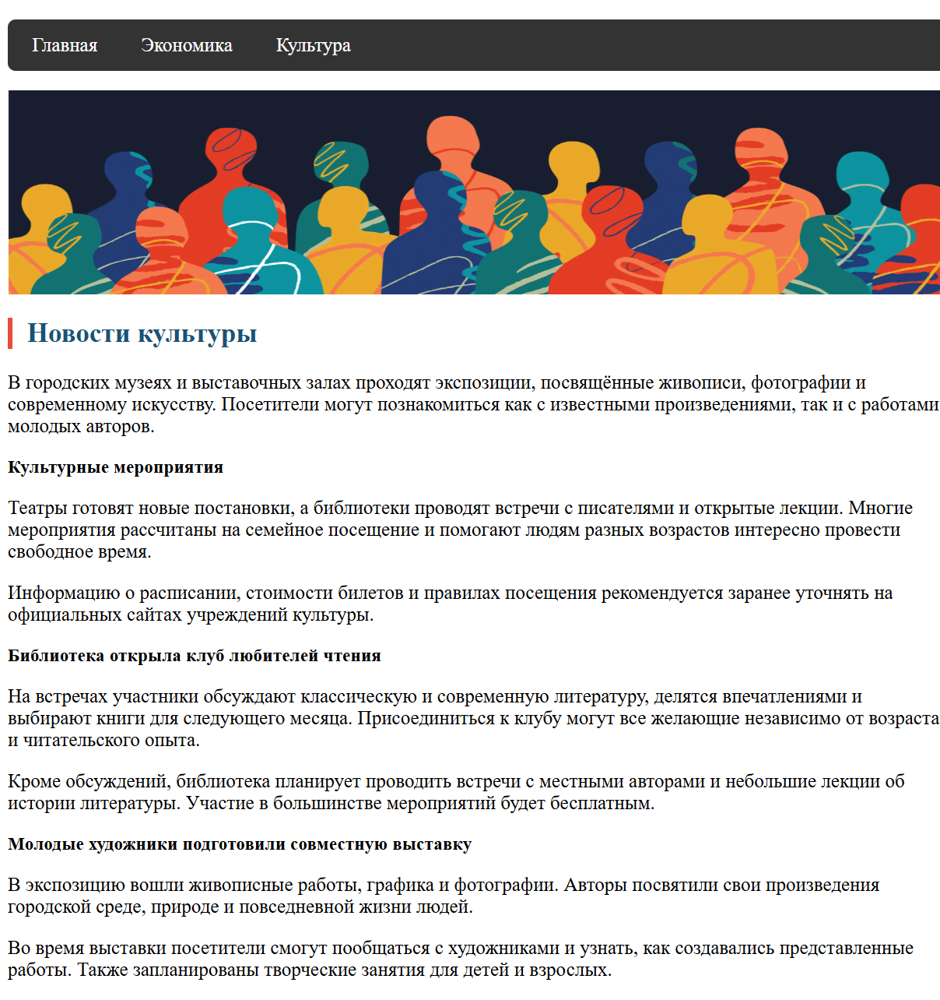 Главная Экономика Культура
Новости культуры
В городских музеях и выставочных залах проходят экспозиции, посвящённые живописи, фотографии и
современному искусству. Посетители могут познакомиться как с известными произведениями, так и с работами
молодых авторов.
Культурные мероприятия
Театры готовят новые постановки, а библиотеки проводят встречи с писателями и открытые лекции. Многие
мероприятия рассчитаны на семейное посещение и помогают людям разных возрастов интересно провести
свободное время.
Информацию о расписании, стоимости билетов и правилах посещения рекомендуется заранее уточнять на
официальных сайтах учреждений культуры.
Библиотека открыла клуб любителей чтения
На встречах участники обсуждают классическую и современную литературу, делятся впечатлениями и
выбирают книги для следующего месяца. Присоединиться к клубу могут все желающие независимо от возраста
и читательского опыта.
Кроме обсуждений, библиотека планирует проводить встречи с местными авторами и небольшие лекции об
истории литературы. Участие в большинстве мероприятий будет бесплатным.
Молодые художники подготовили совместную выставку
В экспозицию вошли живописные работы, графика и фотографии. Авторы посвятили свои произведения
городской среде, природе и повседневной жизни людей.
Во время выставки посетители смогут пообщаться с художниками и узнать, как создавались представленные
работы. Также запланированы творческие занятия для детей и взрослых.